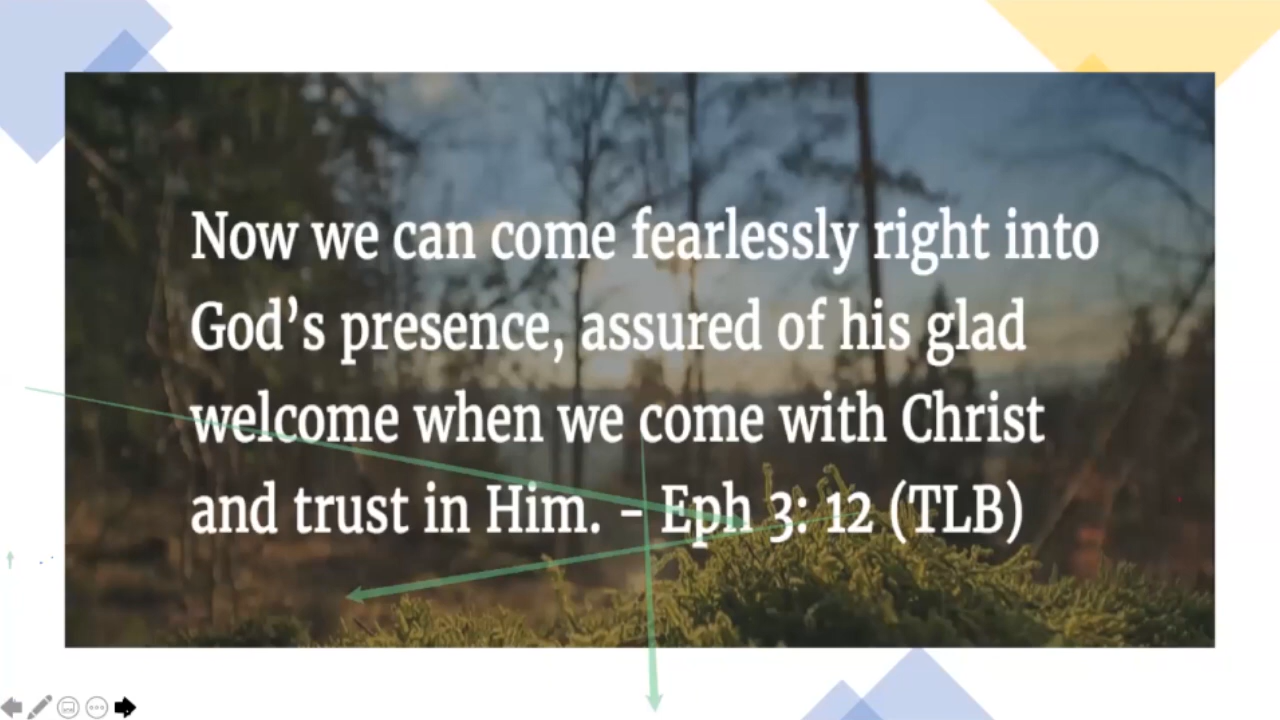 Now we can come fearlessly right into
God’s presence, assured of his glad
welcome when we come with Christ
and trust in Him. – Eph 3: 12 (TLB)